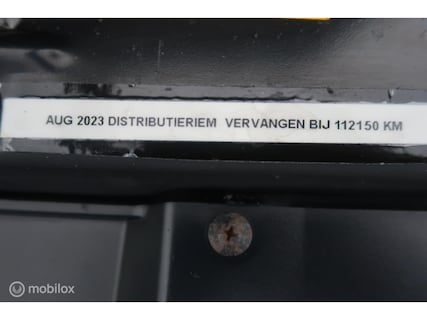 AUG 2023 DISTRIBUTIERIEM VERVANGEN BIJ 112150 KM
mobilox